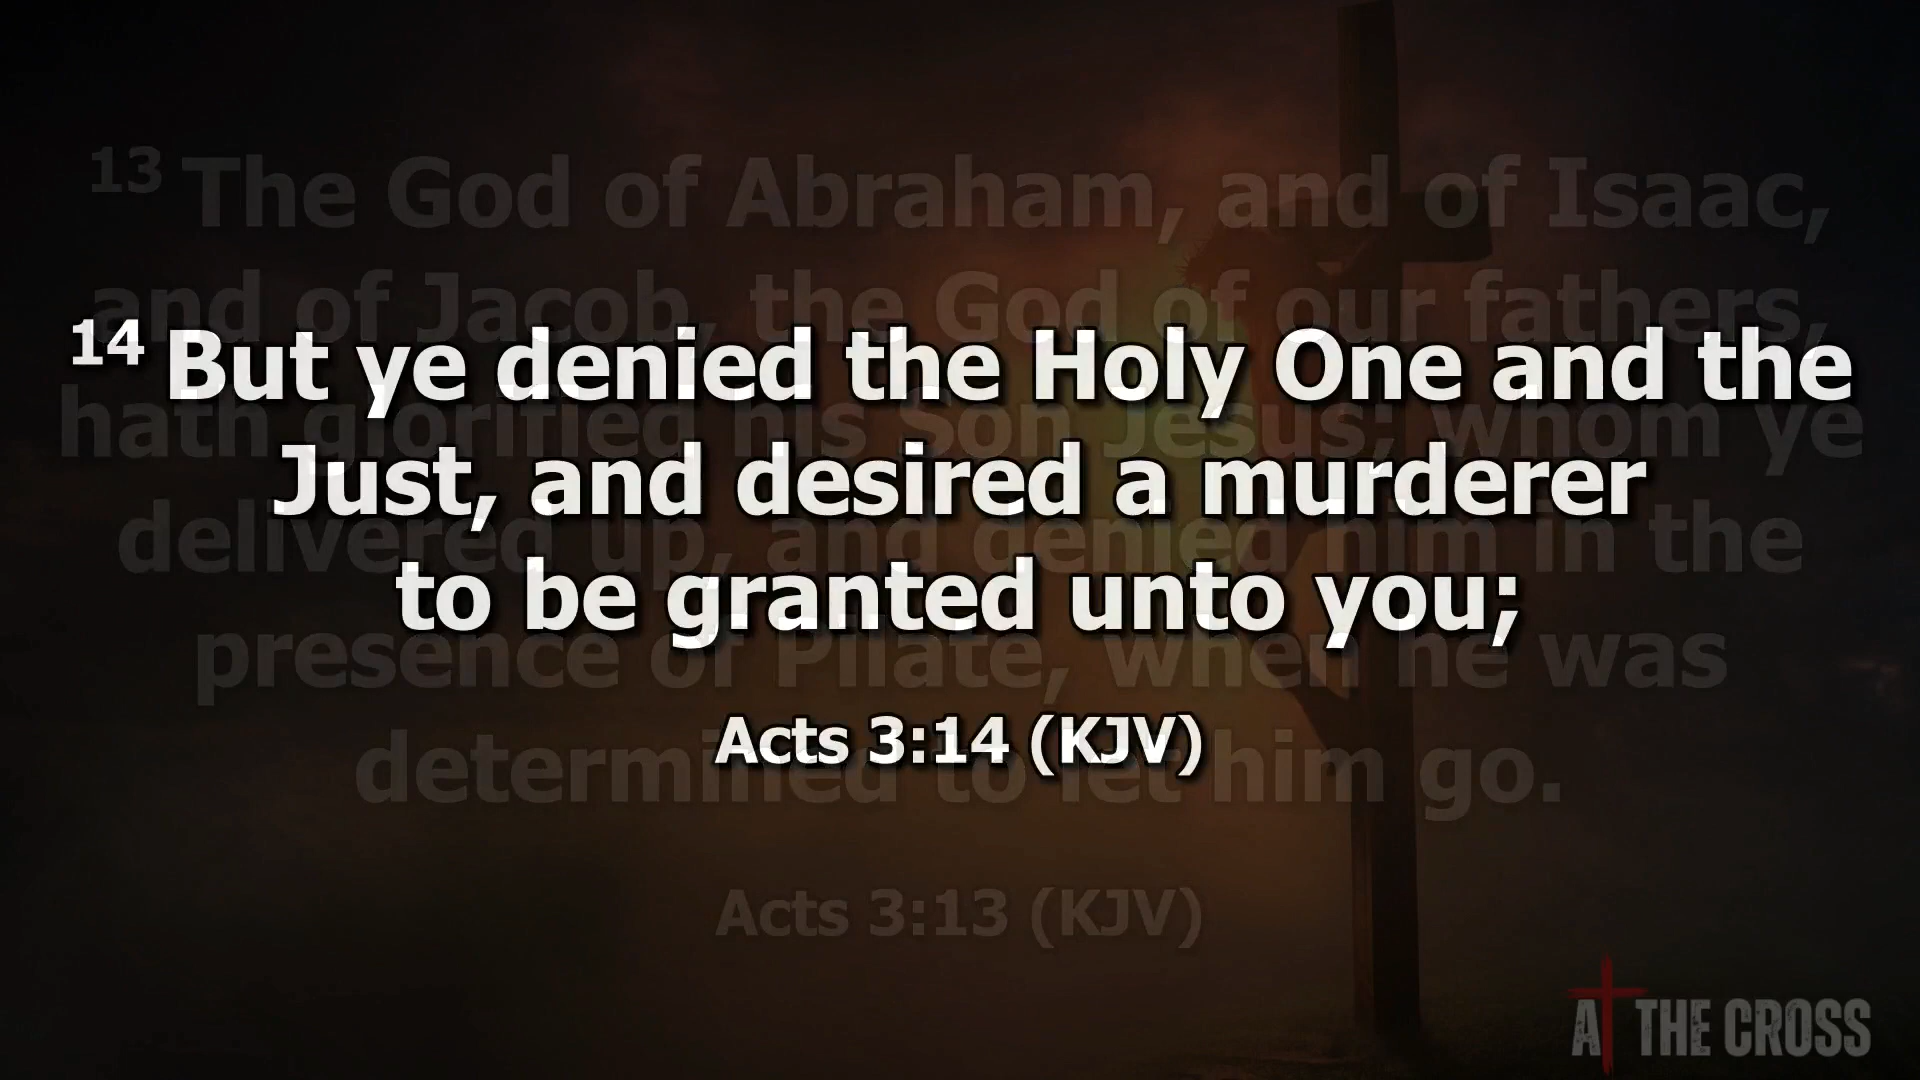 13 The God of Abraham, and of Isaac,
and of Jacob, the God of our fathers,
hath glorified his Son Jesus; whom ye
delivered up, and denied him in the
presence of Pilate, when he was
determined to let him go.
Acts 3:13 (KJV)
14 But ye denied the Holy One and the
Just, and desired a murderer
to be granted unto you;
Acts 3:14 (KJV)
AT THE CROSS